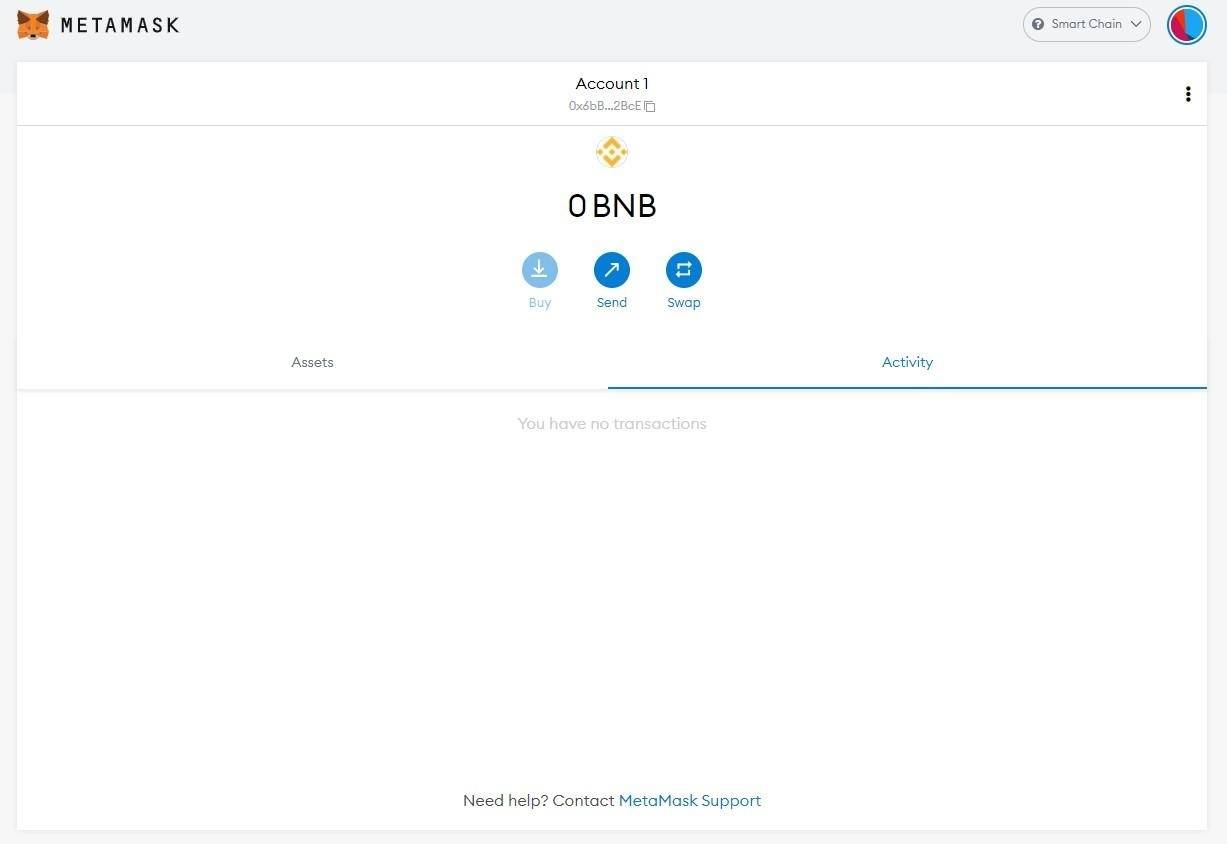 METAMASK
Smart Chain
Account 1
0x6bB...2BcE
0 BNB
Buy
Send
Swap
Assets
Activity
You have no transactions
Need help? Contact MetaMask Support